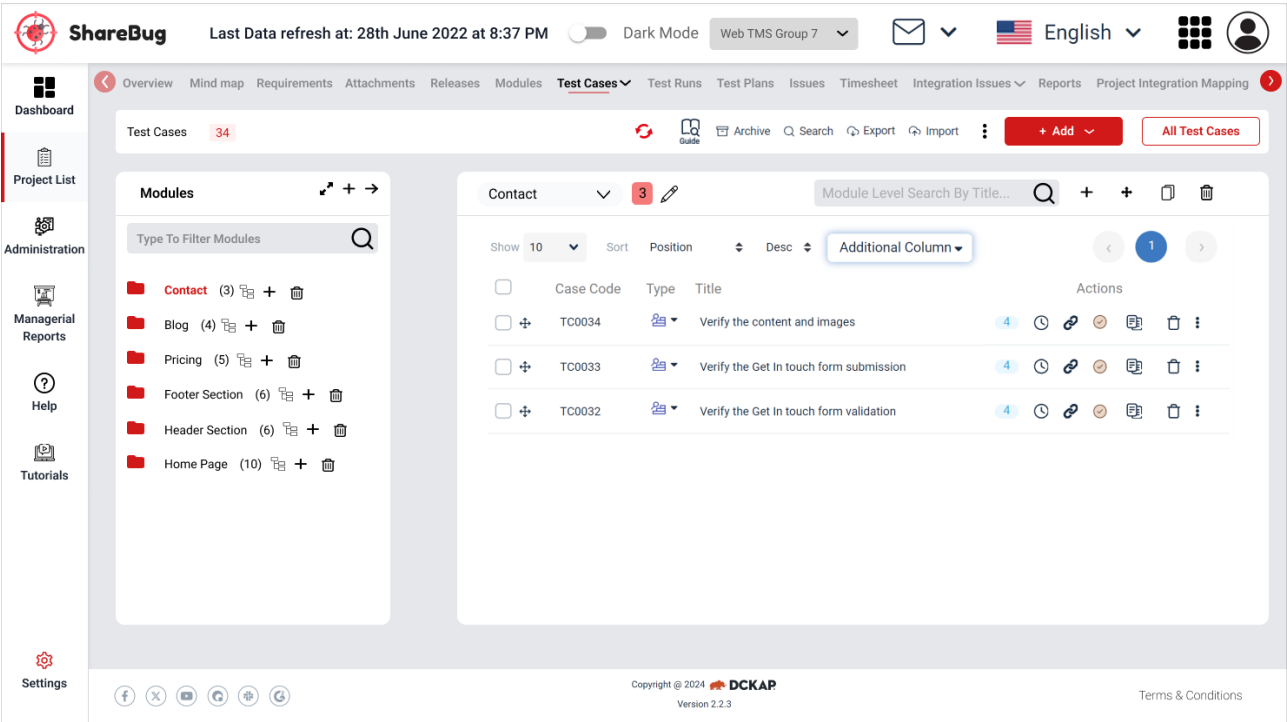 ShareBug
Last Data refresh at: 28th June 2022 at 8:37 PM
Dark Mode
Web TMS Group 7
English
Dashboard
Project List
Administration
Managerial
Reports
Help
Tutorials
Settings
Overview Mind map Requirements Attachments Releases Modules Test Cases Test Runs Test Plans Issues Timesheet Integration Issues Reports Project Integration Mapping
Test Cases 34
Guide
Archive Search Export Import
+ Add
All Test Cases
Modules
Type To Filter Modules
Contact (3)
Blog (4)
Pricing (5)
Footer Section (6)
Header Section (6)
Home Page (10)
Contact 3
Module Level Search By Title...
Show 10 Sort Position Desc Additional Column 1
Case Code Type Title Actions
TC0034 Verify the content and images 4
TC0033 Verify the Get In touch form submission 4
TC0032 Verify the Get In touch form validation 4
Copyright @ 2024 DCKAP
Version 2.2.3
Terms & Conditions